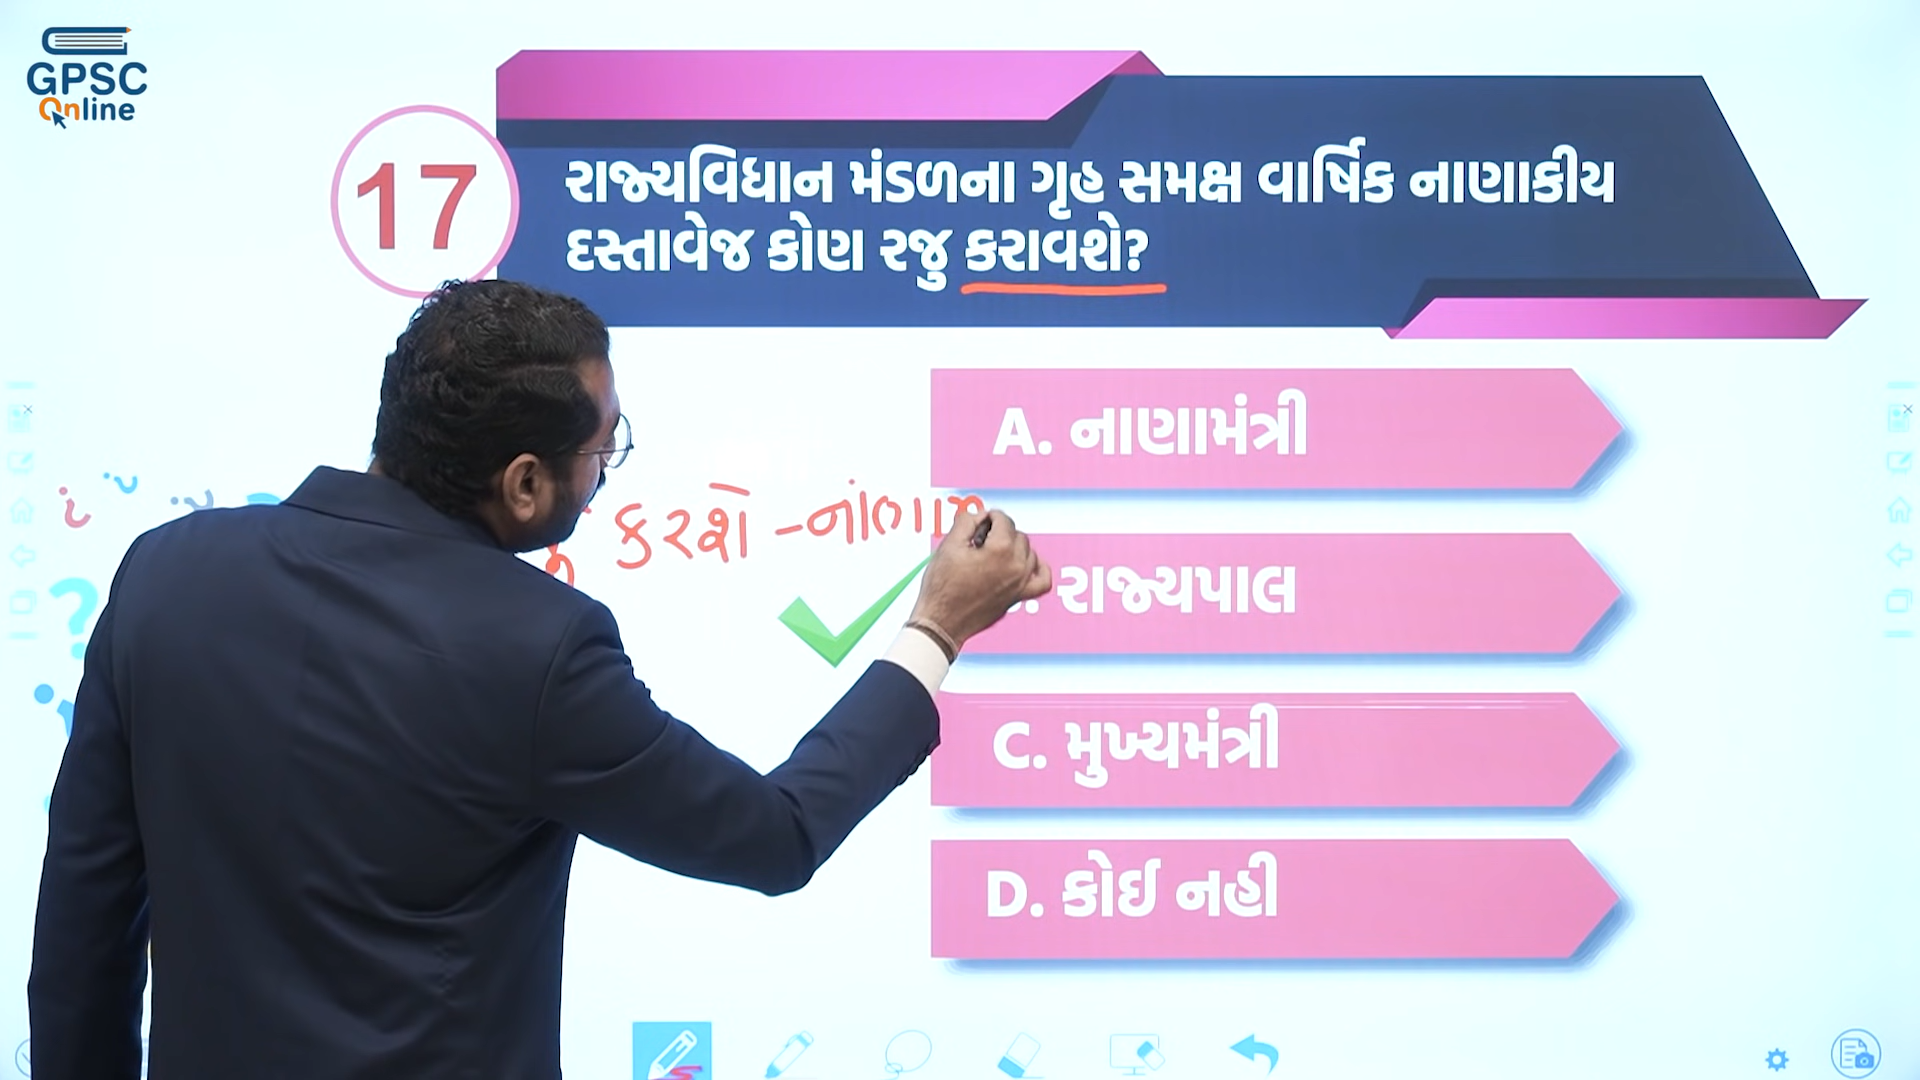 GPSC
Online
17
રાજ્યવિધાન મંડળના ગૃહ સમક્ષ વાર્ષિક નાણાકીય
દસ્તાવેજ કોણ રજુ કરાવશે?
A. નાણામંત્રી
કરશે -
રાજ્યપાલ
C. મુખ્યમંત્રી
D. કોઈ નહી